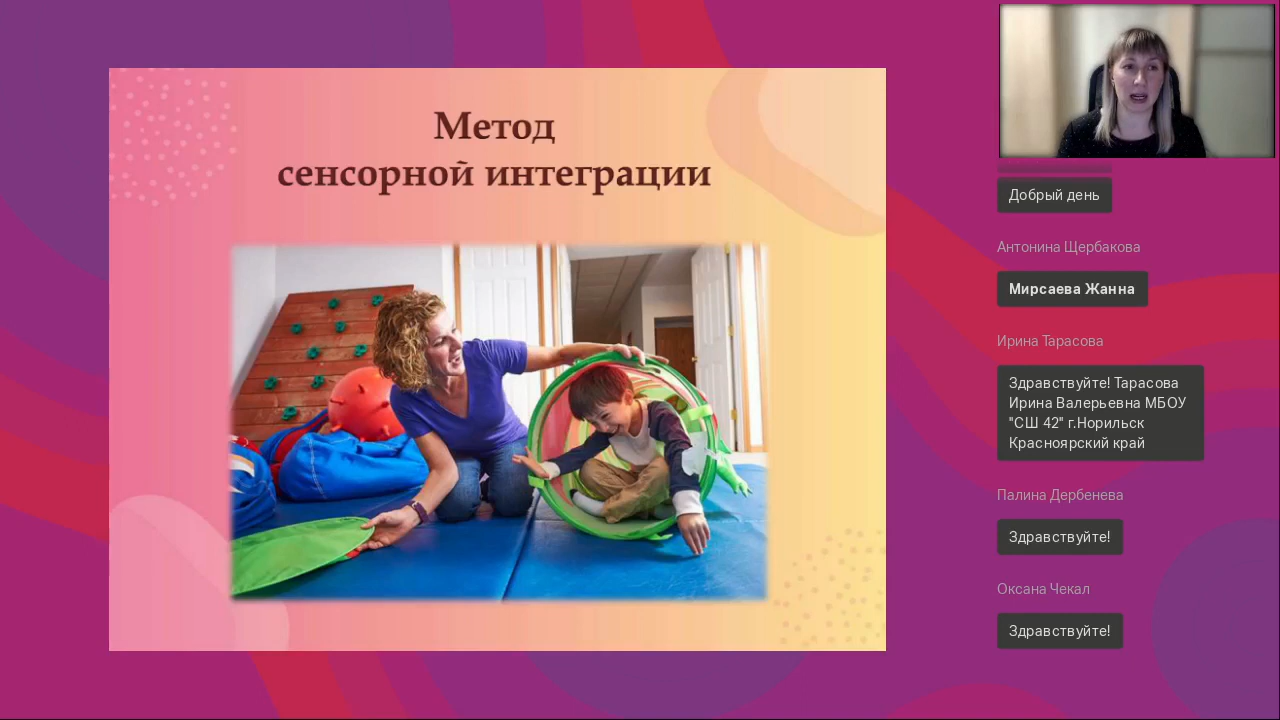 Метод
сенсорной интеграции
Добрый день
Антонина Щербакова
Мирсаева Жанна
Ирина Тарасова
Здравствуйте! Тарасова
Ирина Валерьевна МБОУ
"СШ 42" г.Норильск
Красноярский край
Палина Дербенева
Здравствуйте!
Оксана Чекал
Здравствуйте!